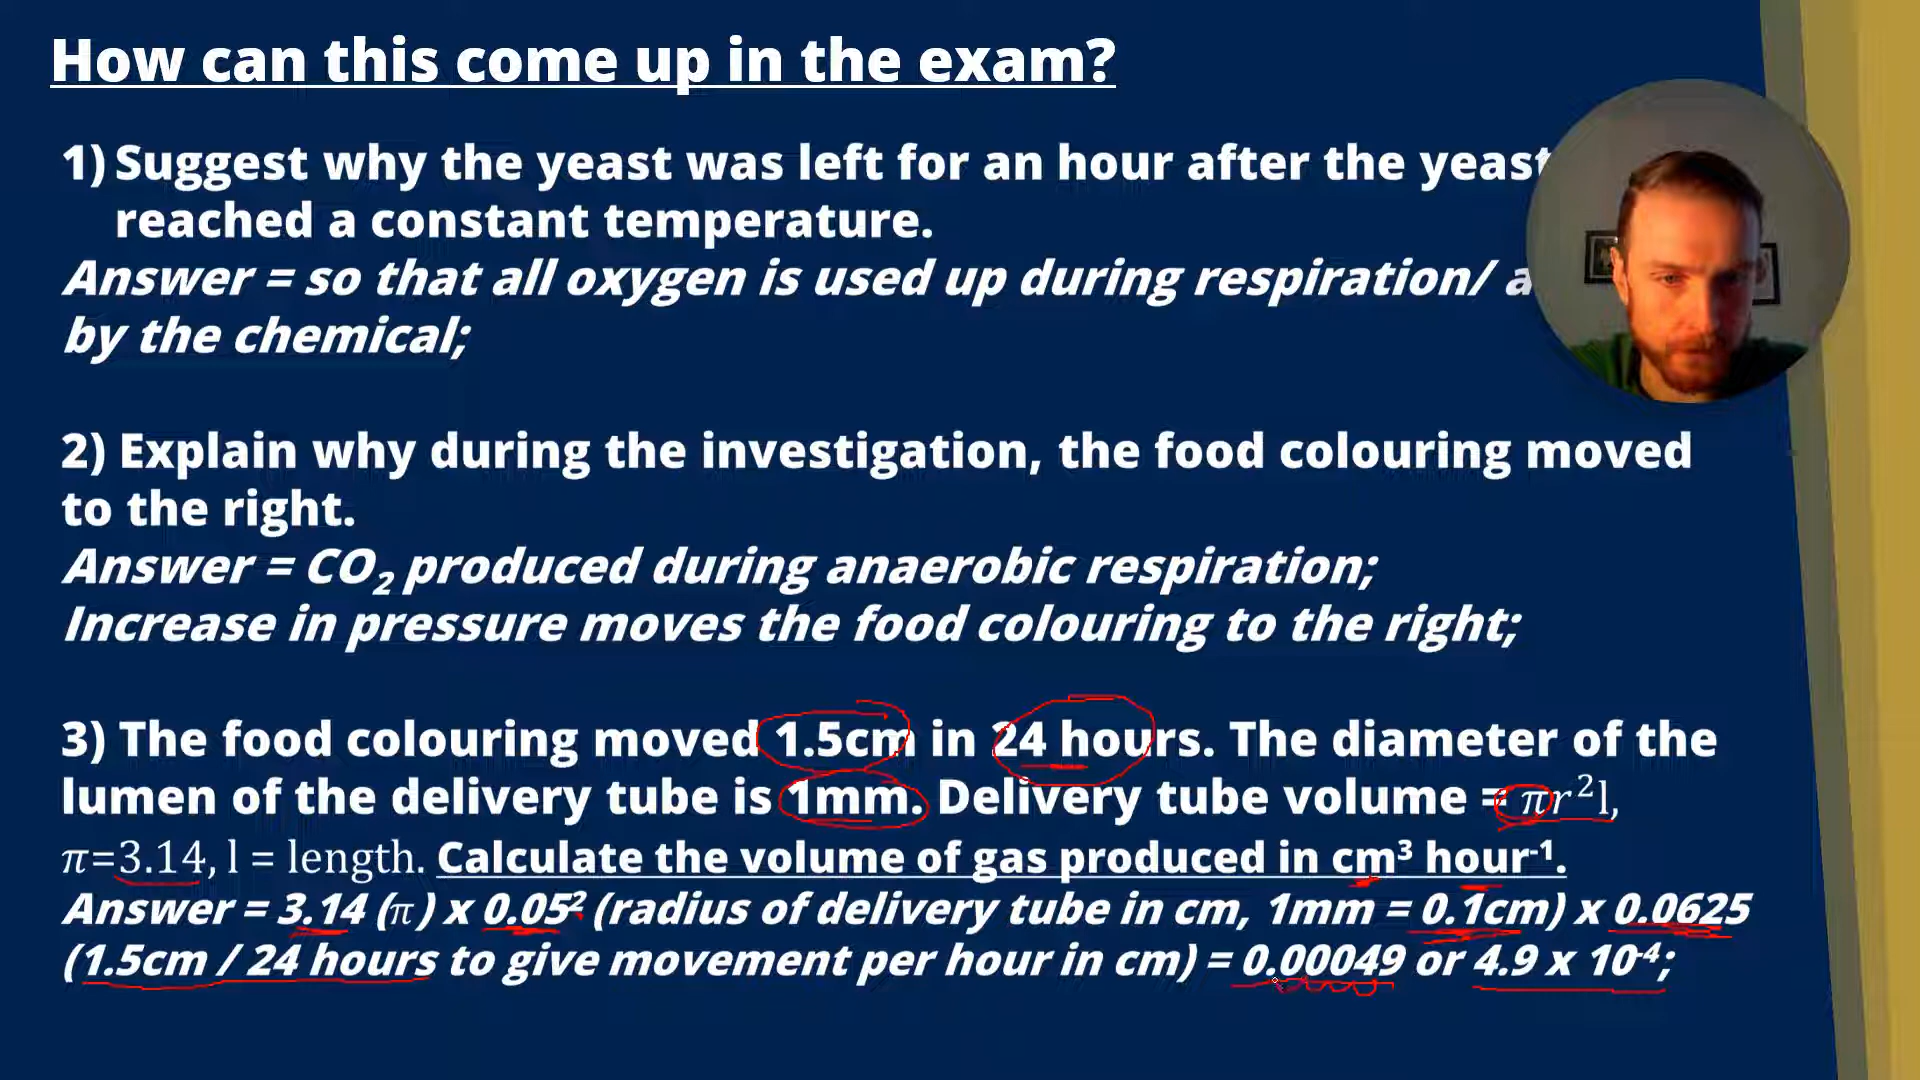 How can this come up in the exam?
1) Suggest why the yeast was left for an hour after the yeast
reached a constant temperature.
Answer = so that all oxygen is used up during respiration/ a
by the chemical;
2) Explain why during the investigation, the food colouring moved
to the right.
Answer = CO₂ produced during anaerobic respiration;
Increase in pressure moves the food colouring to the right;
3) The food colouring moved 1.5cm in 24 hours. The diameter of the
lumen of the delivery tube is 1mm. Delivery tube volume = πr²l,
π=3.14, l = length. Calculate the volume of gas produced in cm³ hour⁻¹.
Answer = 3.14 (π) x 0.05² (radius of delivery tube in cm, 1mm = 0.1cm) x 0.0625
(1.5cm / 24 hours to give movement per hour in cm) = 0.00049 or 4.9 x 10⁻⁴;